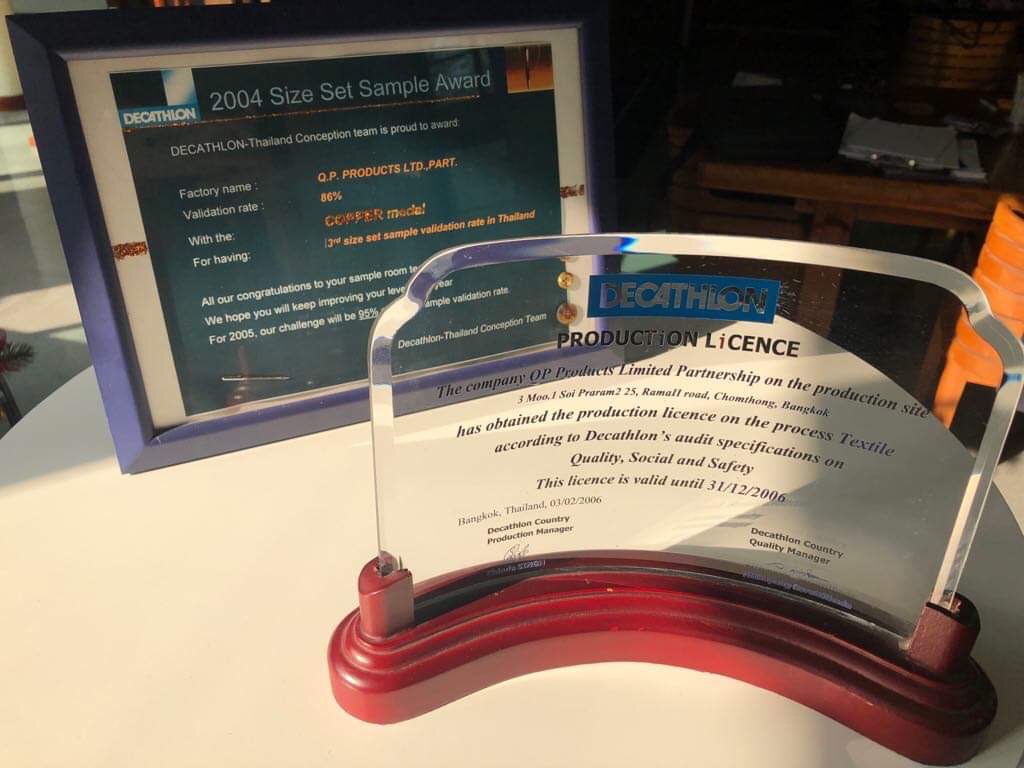 DECATHLON
2004 Size Set Sample Award
DECATHLON-Thailand Conception team is proud to award:
Factory name : Q.P. PRODUCTS LTD.,PART.
Validation rate : 86%
With the: COPPER medal
For having: 3rd size set sample validation rate in Thailand
All our congratulations to your sample room
We hope you will keep improving your year
For 2005, our challenge will be 95% sample validation rate.
Decathlon-Thailand Conception Team
DECATHLON
PRODUCTiON LiCENCE
The company QP Products Limited Partnership on the production site
3 Moo.1 Soi Praram2 25, RamaII road, Chomthong, Bangkok
has obtained the production licence on the process Textile
according to Decathlon's audit specifications on
Quality, Social and Safety
This licence is valid until 31/12/2006
Bangkok, Thailand, 03/02/2006
Decathlon Country
Production Manager
Decathlon Country
Quality Manager